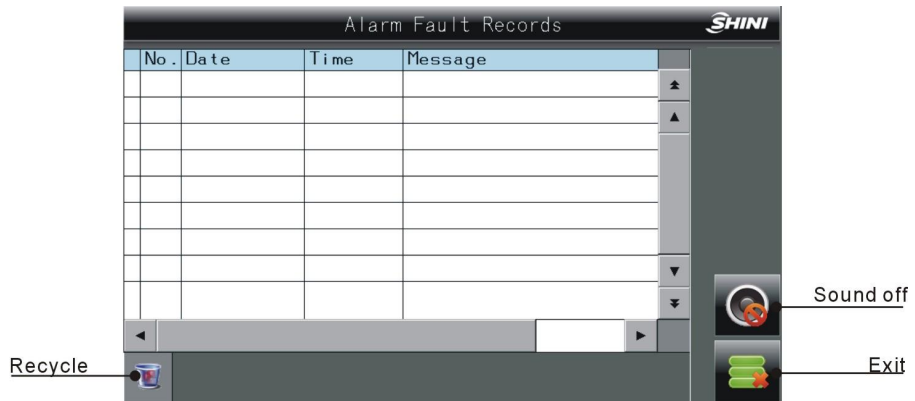 Alarm Fault Records
SHINI
No. Date Time Message
Sound off
Recycle
Exit